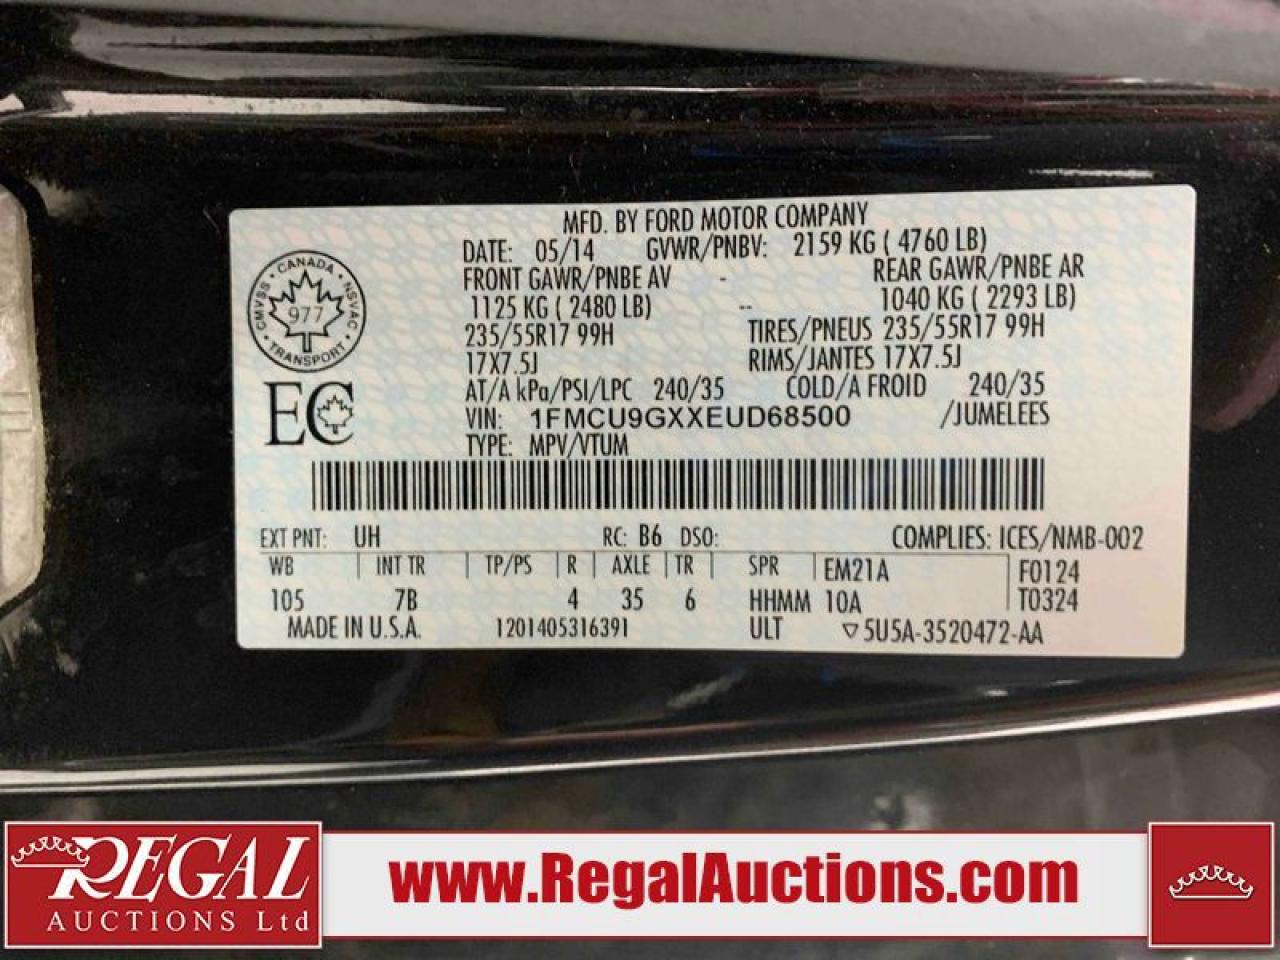 MFD. BY FORD MOTOR COMPANY
DATE: 05/14 GVWR/PNBV: 2159 KG ( 4760 LB)
FRONT GAWR/PNBE AV - REAR GAWR/PNBE AR
1125 KG ( 2480 LB) -- 1040 KG ( 2293 LB)
235/55R17 99H TIRES/PNEUS 235/55R17 99H
17X7.5J RIMS/JANTES 17X7.5J
AT/A kPa/PSI/LPC 240/35 COLD/A FROID 240/35
VIN: 1FMCU9GXXEUD68500 /JUMELEES
TYPE: MPV/VTUM
CANADA
CMVSS 977 NSVAC
TRANSPORT
EC
EXT PNT: UH RC: B6 DSO: COMPLIES: ICES/NMB-002
WB INT TR TP/PS R AXLE TR SPR EM21A F0124
105 7B 4 35 6 HHMM 10A T0324
MADE IN U.S.A. 1201405316391 ULT ▽5U5A-3520472-AA
REGAL
AUCTIONS Ltd
www.RegalAuctions.com